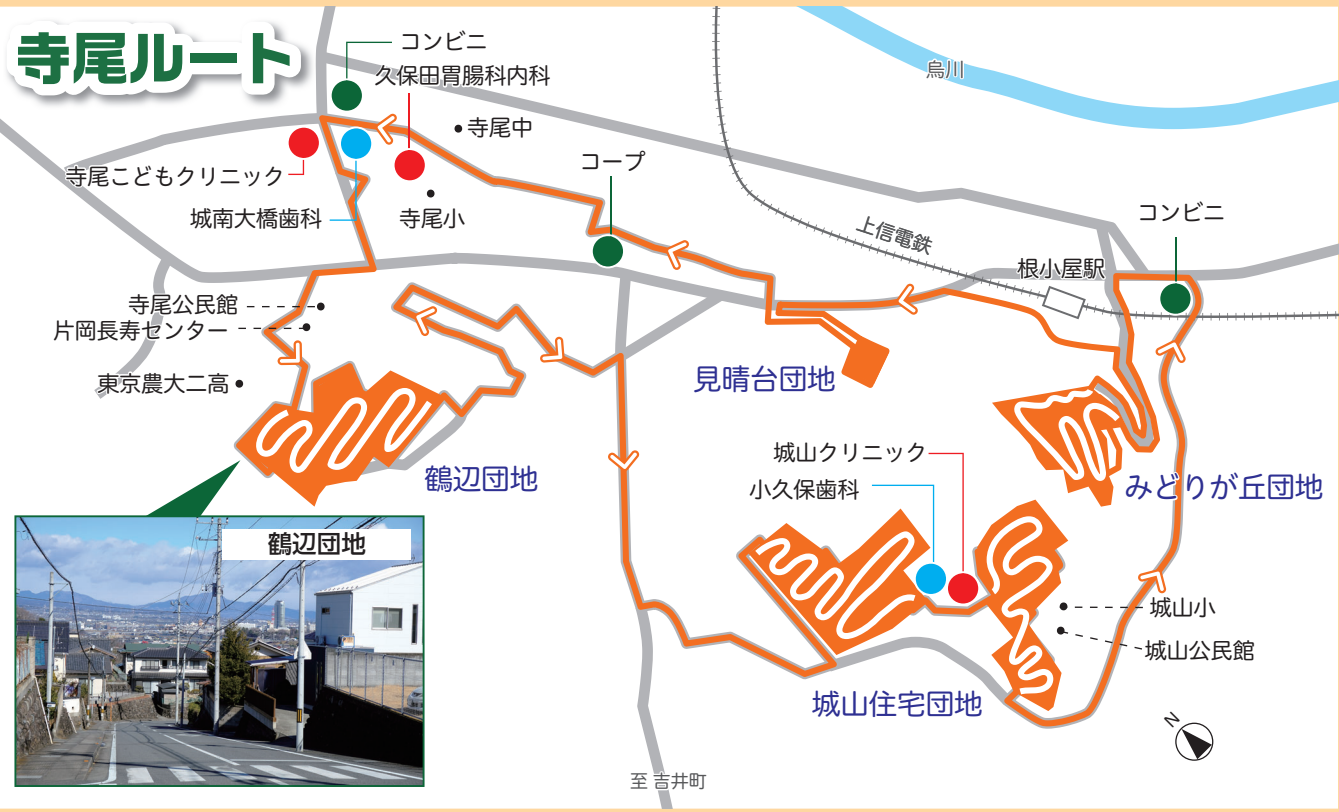 寺尾ルート
コンビニ
久保田胃腸科内科
烏川
寺尾中
コープ
寺尾こどもクリニック
城南大橋歯科
寺尾小
コンビニ
上信電鉄
根小屋駅
寺尾公民館
片岡長寿センター
東京農大二高
見晴台団地
鶴辺団地
城山クリニック
小久保歯科
みどりが丘団地
鶴辺団地
城山小
城山公民館
城山住宅団地
N
至 吉井町